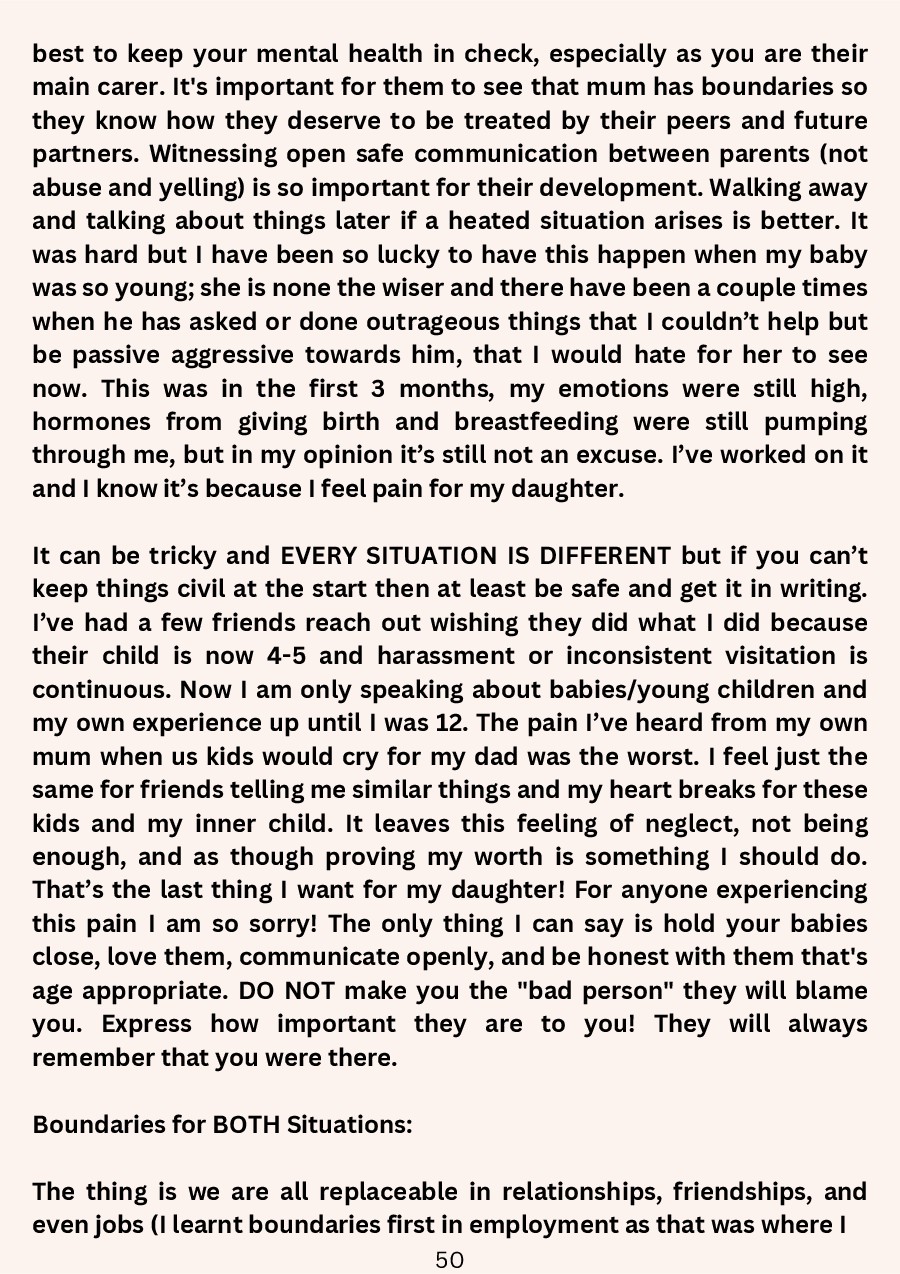 best to keep your mental health in check, especially as you are their
main carer. It's important for them to see that mum has boundaries so
they know how they deserve to be treated by their peers and future
partners. Witnessing open safe communication between parents (not
abuse and yelling) is so important for their development. Walking away
and talking about things later if a heated situation arises is better. It
was hard but I have been so lucky to have this happen when my baby
was so young; she is none the wiser and there have been a couple times
when he has asked or done outrageous things that I couldn’t help but
be passive aggressive towards him, that I would hate for her to see
now. This was in the first 3 months, my emotions were still high,
hormones from giving birth and breastfeeding were still pumping
through me, but in my opinion it’s still not an excuse. I’ve worked on it
and I know it’s because I feel pain for my daughter.

It can be tricky and EVERY SITUATION IS DIFFERENT but if you can’t
keep things civil at the start then at least be safe and get it in writing.
I’ve had a few friends reach out wishing they did what I did because
their child is now 4-5 and harassment or inconsistent visitation is
continuous. Now I am only speaking about babies/young children and
my own experience up until I was 12. The pain I’ve heard from my own
mum when us kids would cry for my dad was the worst. I feel just the
same for friends telling me similar things and my heart breaks for these
kids and my inner child. It leaves this feeling of neglect, not being
enough, and as though proving my worth is something I should do.
That’s the last thing I want for my daughter! For anyone experiencing
this pain I am so sorry! The only thing I can say is hold your babies
close, love them, communicate openly, and be honest with them that's
age appropriate. DO NOT make you the "bad person" they will blame
you. Express how important they are to you! They will always
remember that you were there.

Boundaries for BOTH Situations:

The thing is we are all replaceable in relationships, friendships, and
even jobs (I learnt boundaries first in employment as that was where I
50